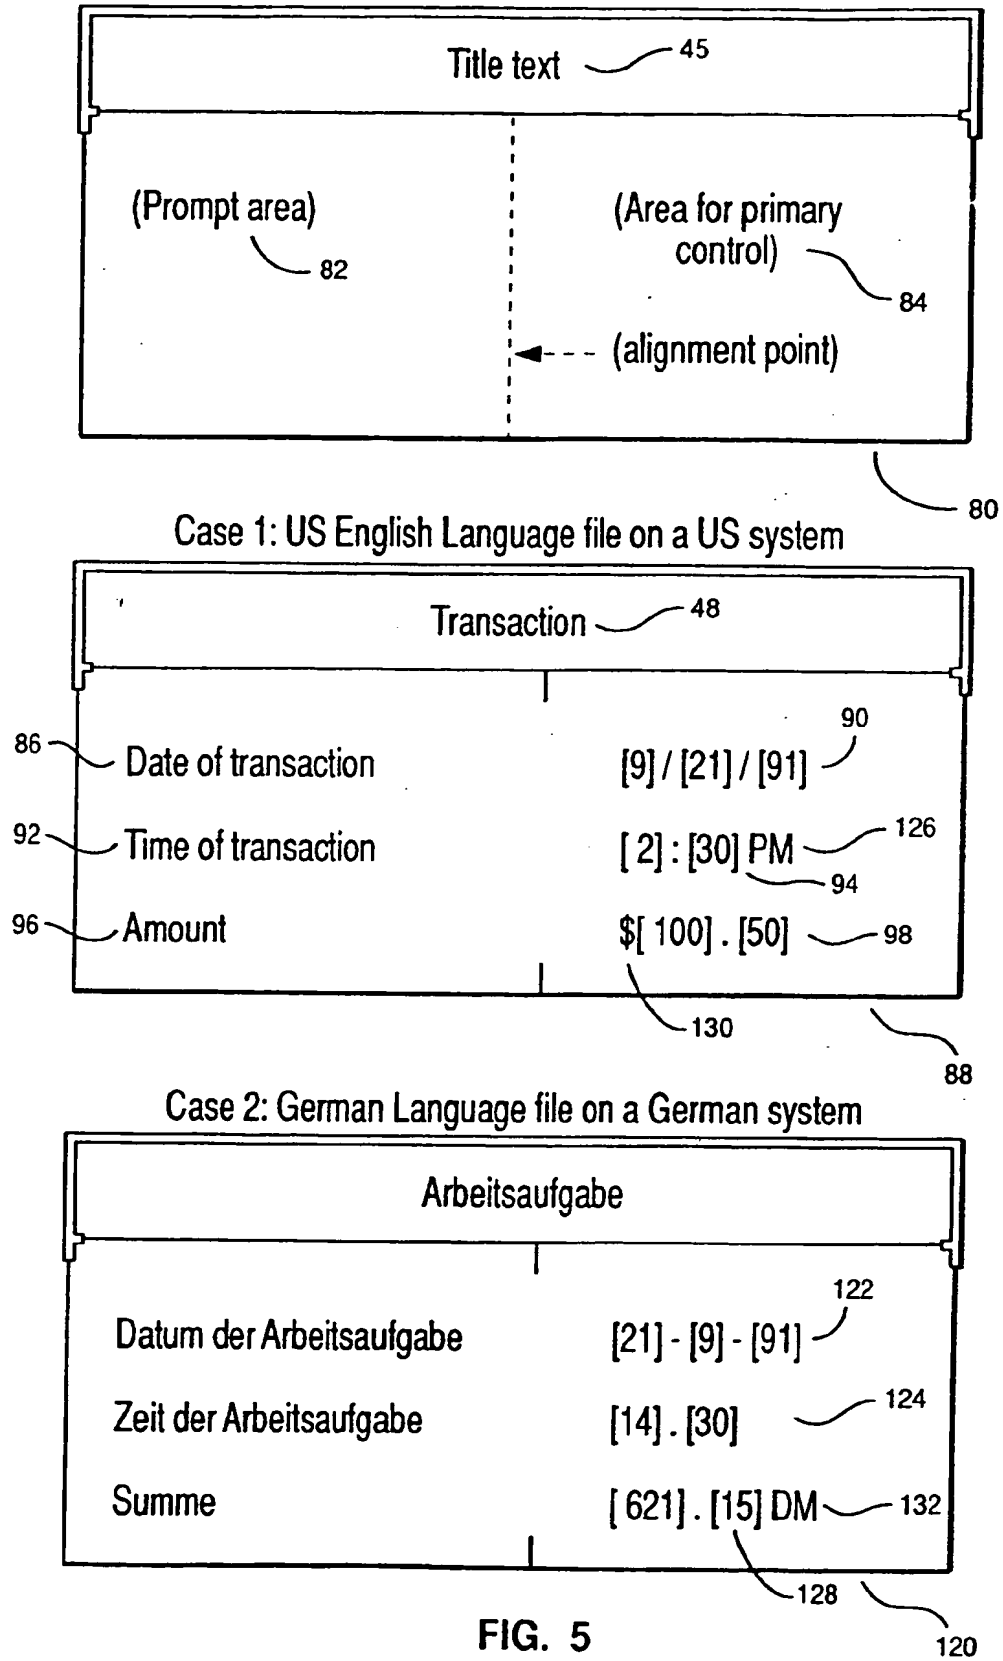 Title text 45
(Prompt area) 82
(Area for primary
control) 84
(alignment point)
80
Case 1: US English Language file on a US system
Transaction 48
86 Date of transaction [9] / [21] / [91] 90
92 Time of transaction [ 2] : [30] PM 126
94
96 Amount $[ 100] . [50] 98
130
88
Case 2: German Language file on a German system
Arbeitsaufgabe
Datum der Arbeitsaufgabe [21] - [9] - [91] 122
Zeit der Arbeitsaufgabe [14] . [30] 124
Summe [ 621] . [15] DM 132
128
120
FIG. 5